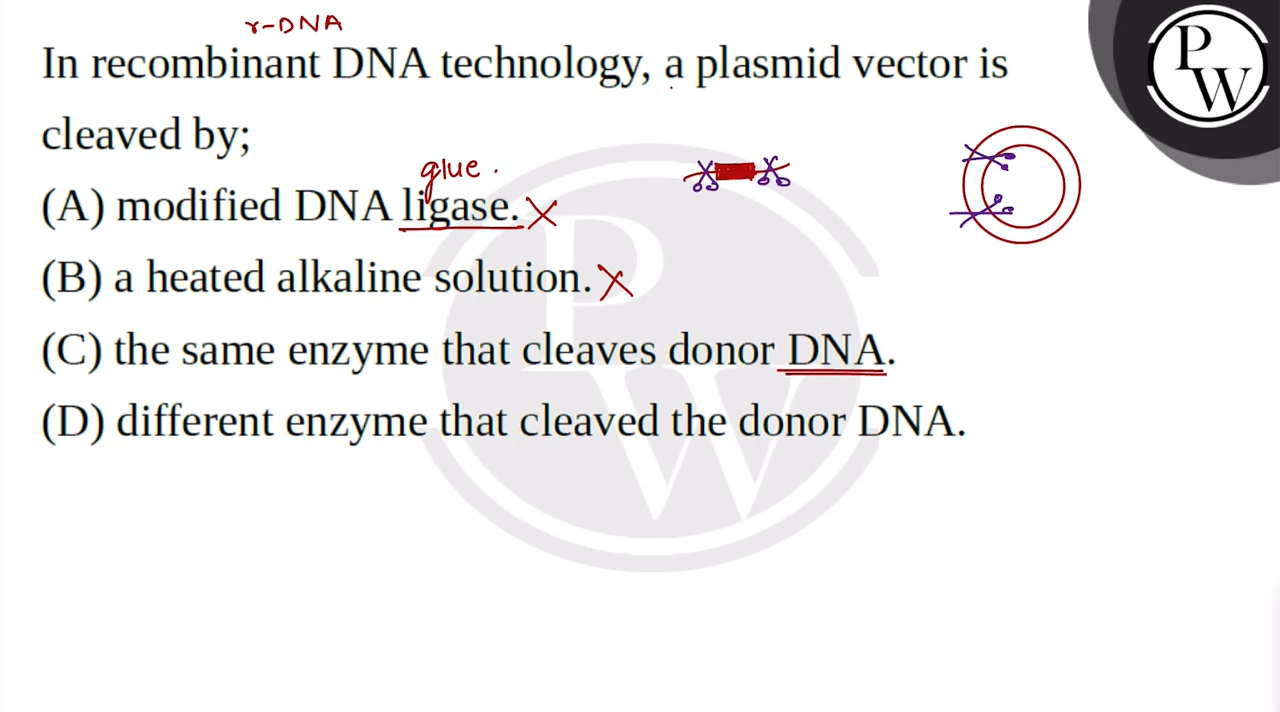 r-DNA
In recombinant DNA technology, a plasmid vector is
cleaved by;
glue.
(A) modified DNA ligase.
(B) a heated alkaline solution.
(C) the same enzyme that cleaves donor DNA.
(D) different enzyme that cleaved the donor DNA.
PW
PW